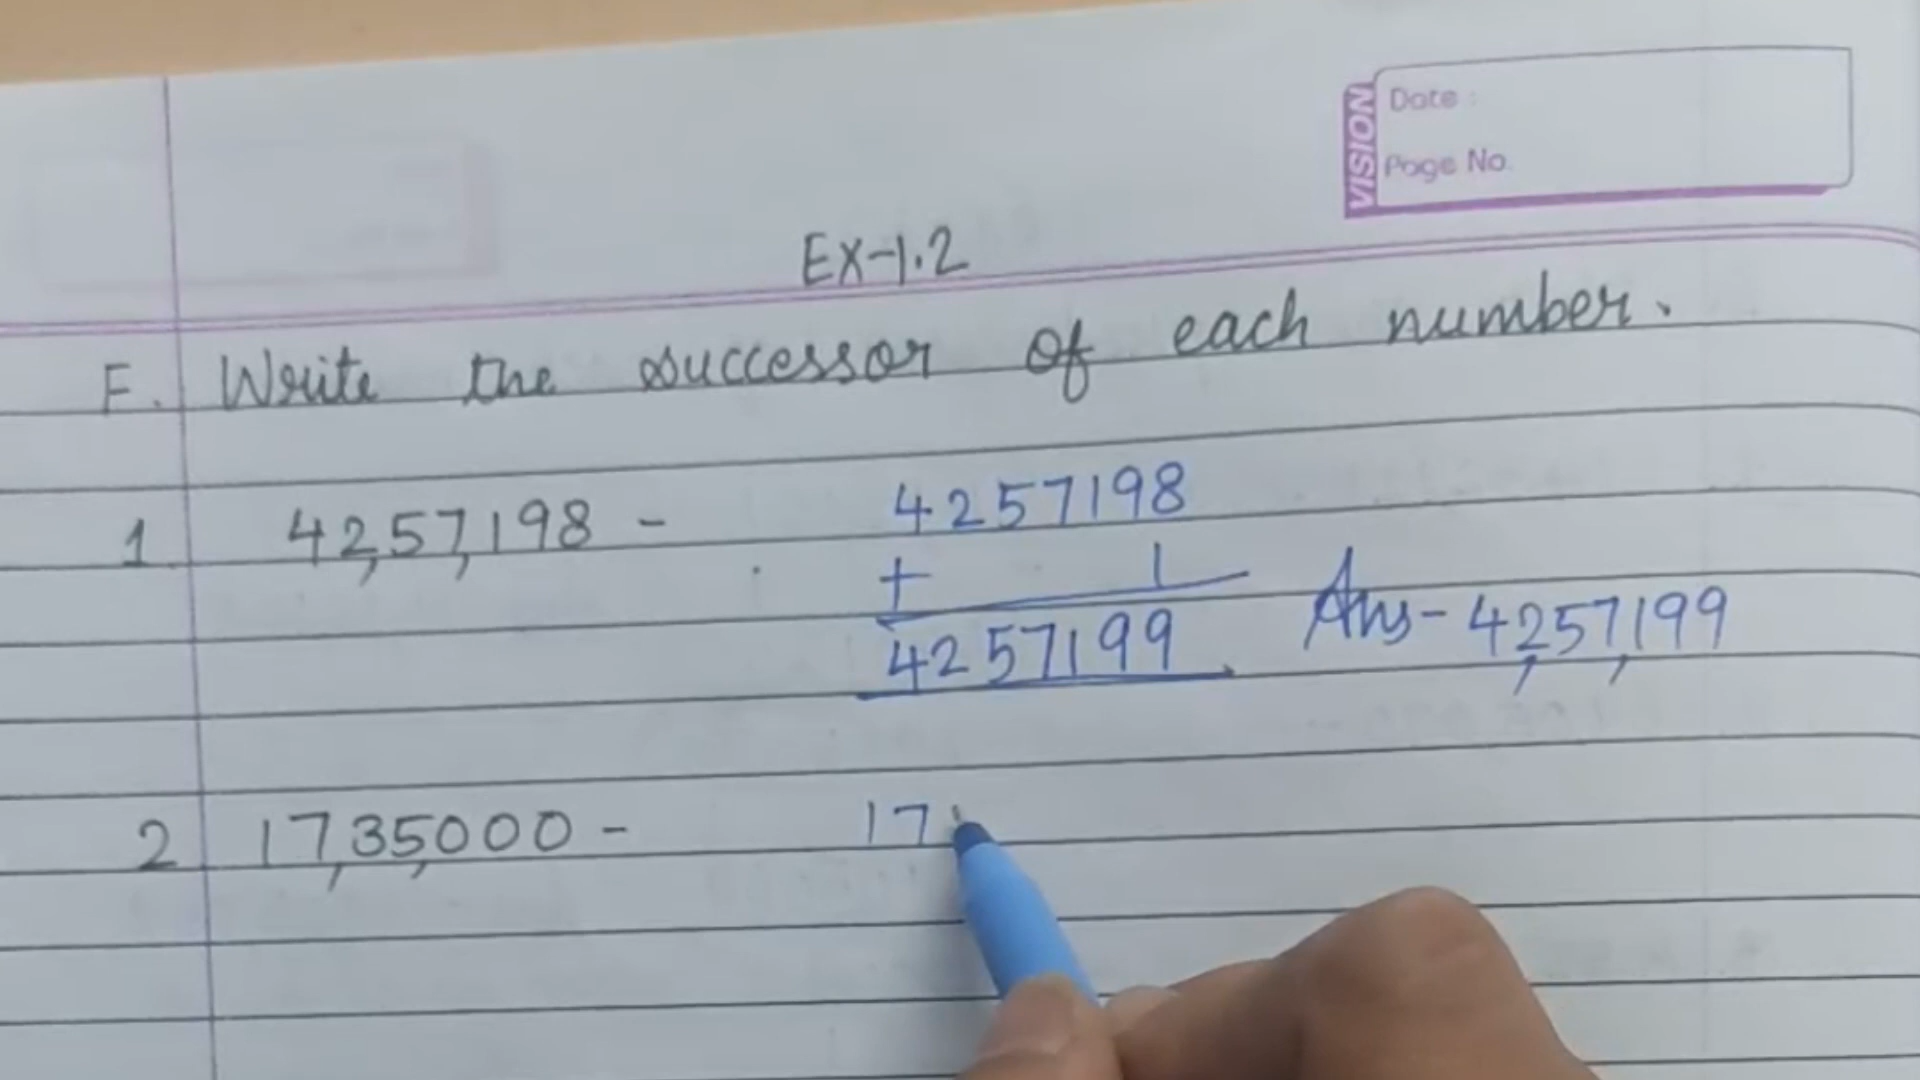 VISION
Date :
Page No.
Ex-1.2
F. Write the successor of each number.
1 42,57,198 - 4257198
+ 1
4257199 Ans - 42,57,199
2 17,35,000 - 17